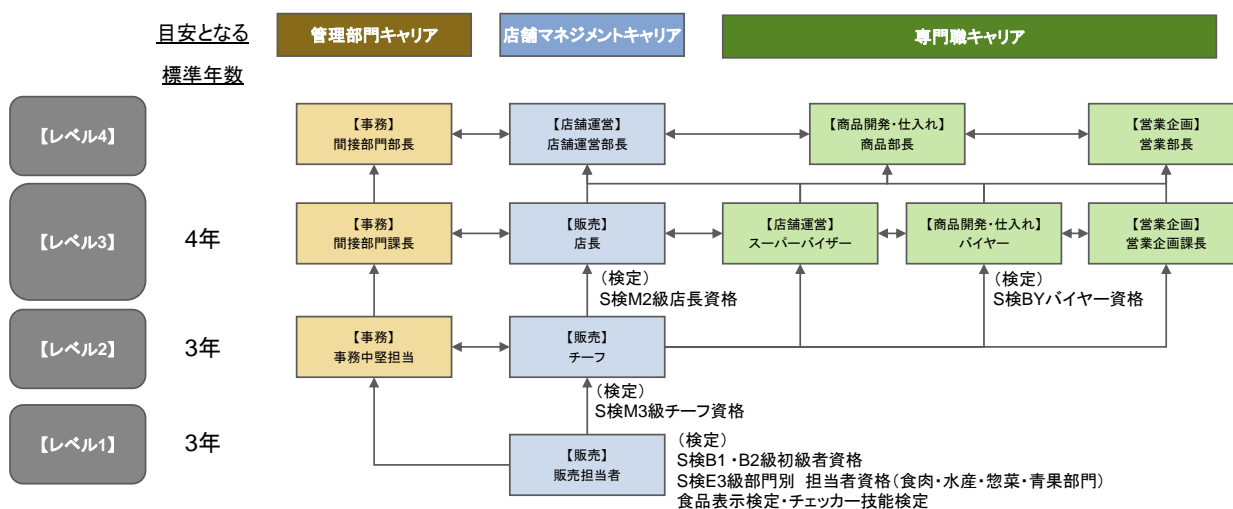 目安となる
標準年数
管理部門キャリア
店舗マネジメントキャリア
専門職キャリア
【レベル4】
【事務】
間接部門部長
【店舗運営】
店舗運営部長
【商品開発・仕入れ】
商品部長
【営業企画】
営業部長
【レベル3】
4年
【事務】
間接部門課長
【販売】
店長
【店舗運営】
スーパーバイザー
【商品開発・仕入れ】
バイヤー
【営業企画】
営業企画課長
(検定)
S検M2級店長資格
(検定)
S検BYバイヤー資格
【レベル2】
3年
【事務】
事務中堅担当
【販売】
チーフ
(検定)
S検M3級チーフ資格
【レベル1】
3年
【販売】
販売担当者
(検定)
S検B1・B2級初級者資格
S検E3級部門別 担当者資格(食肉・水産・惣菜・青果部門)
食品表示検定・チェッカー技能検定